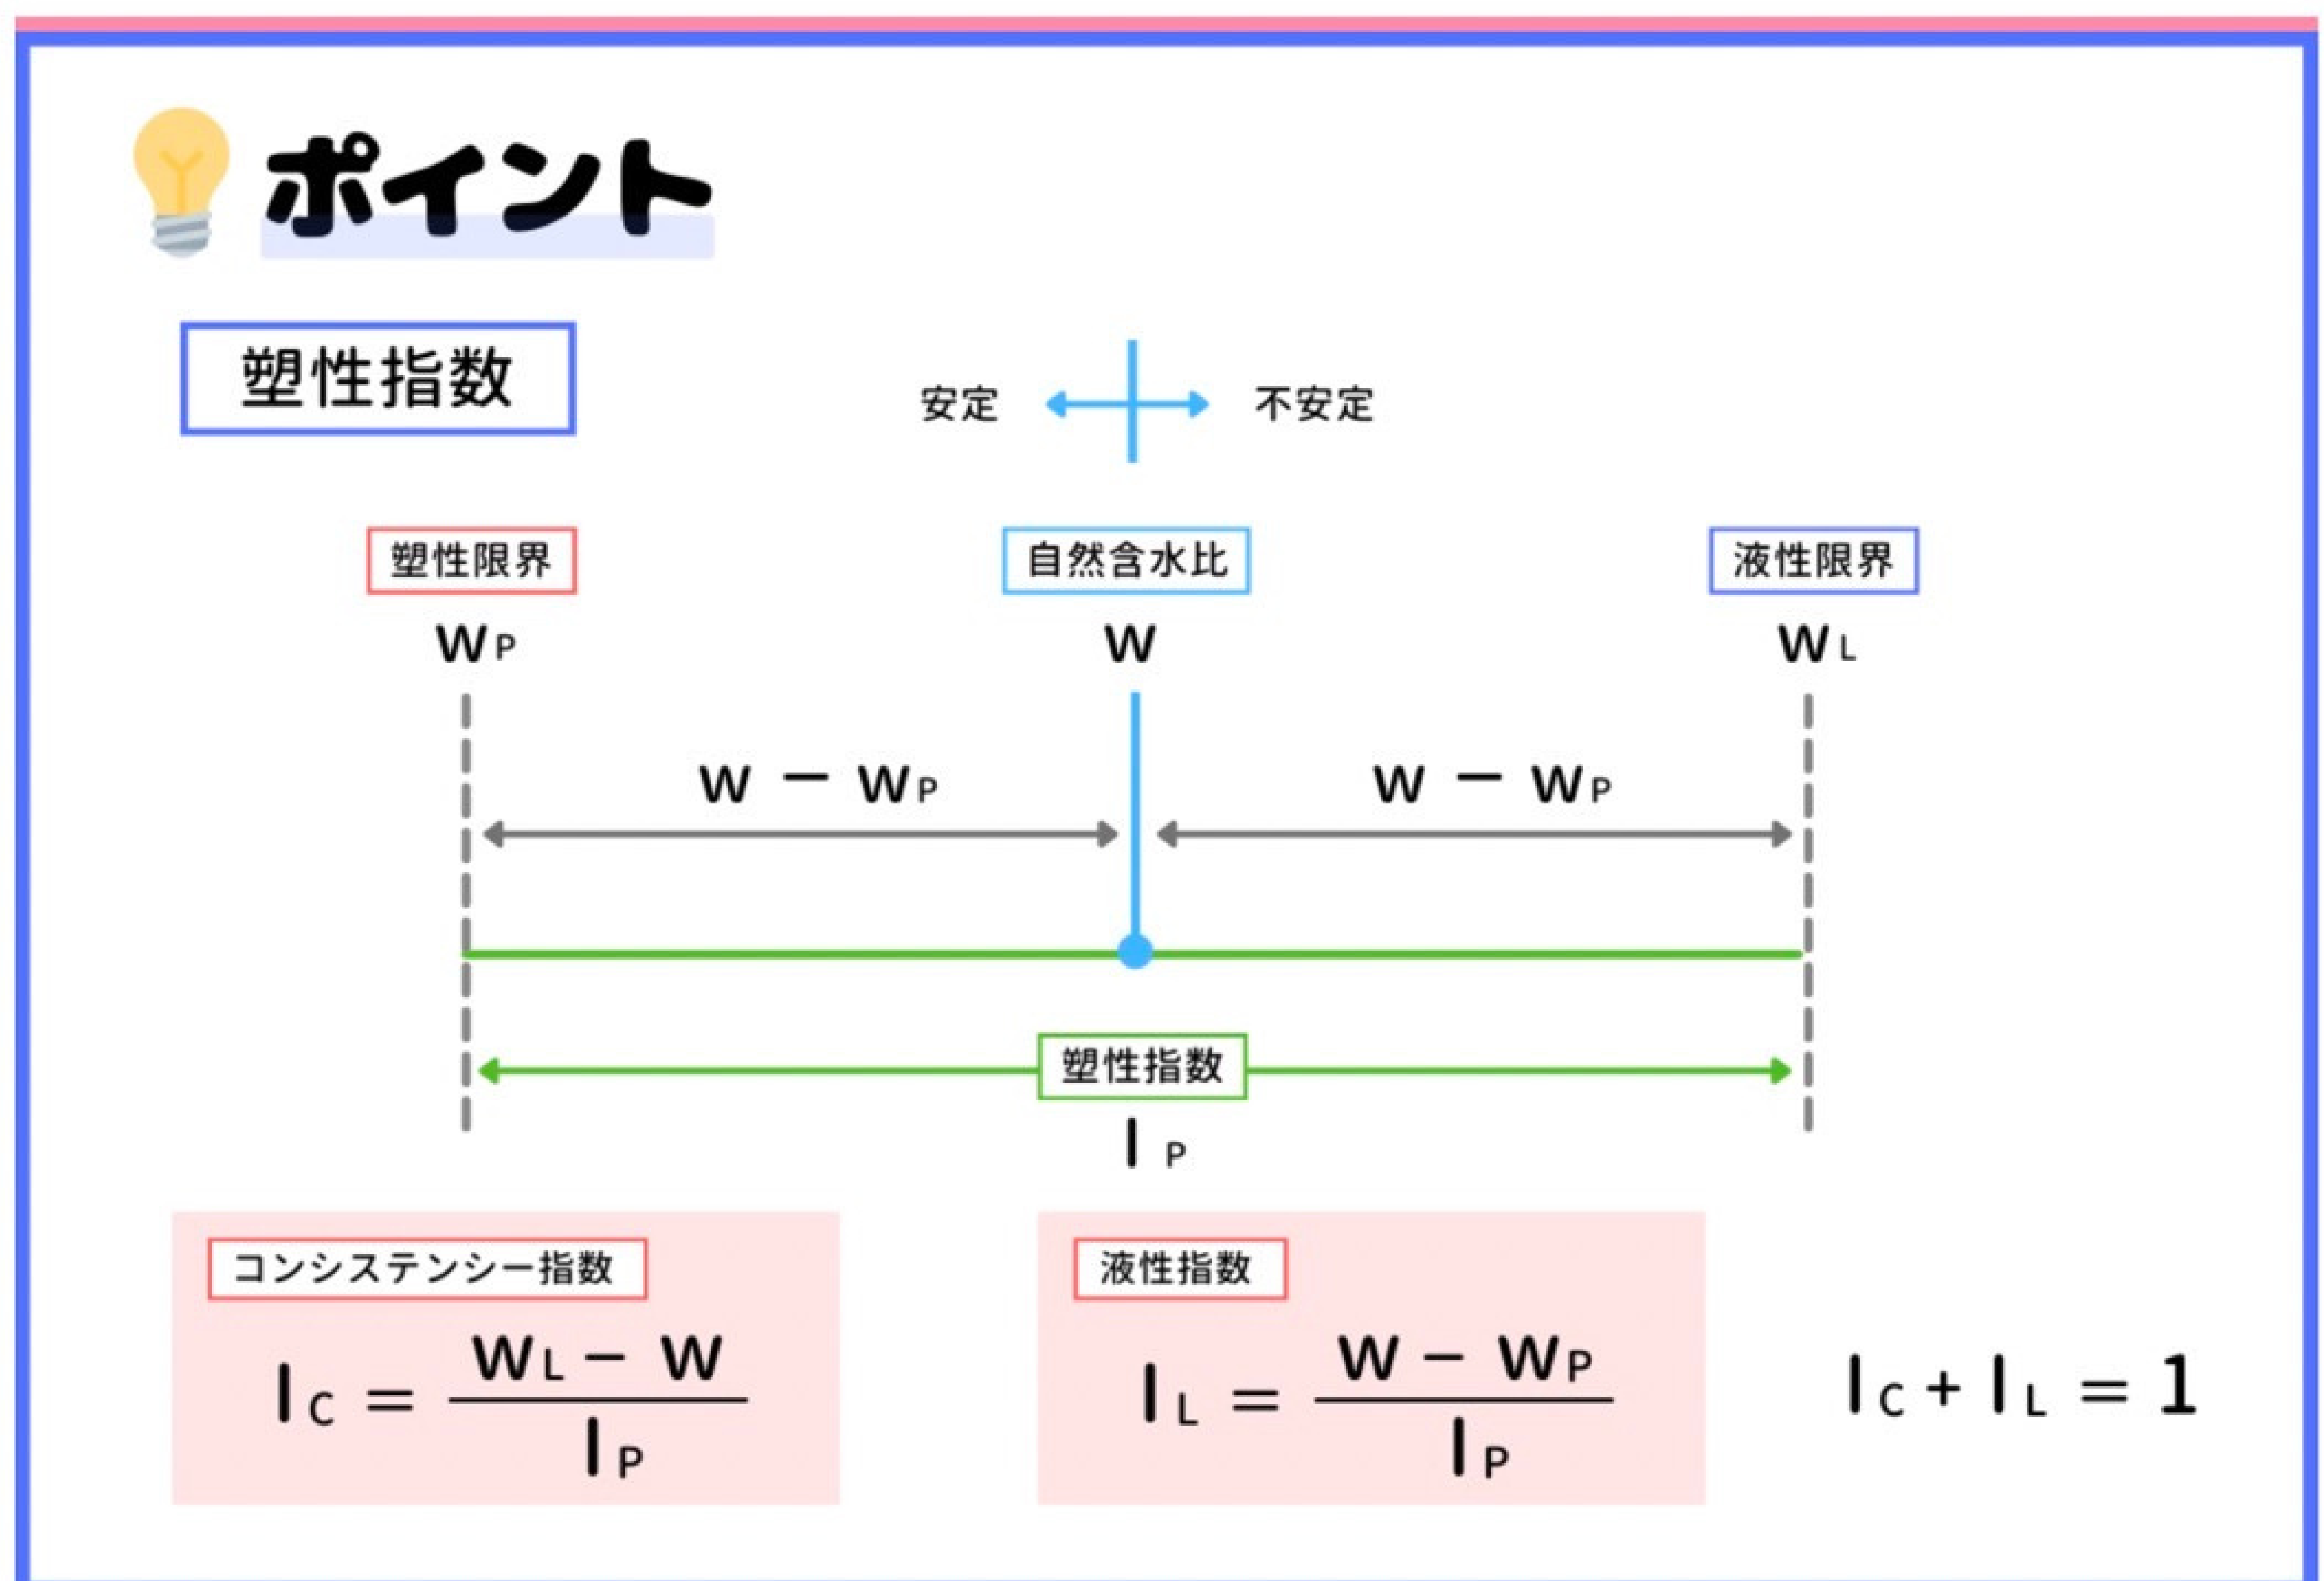 ポイント
塑性指数
安定 不安定
塑性限界 自然含水比 液性限界
wP w wL
w − wP w − wP
塑性指数
IP
コンシステンシー指数 液性指数
IC = (wL − w) / IP IL = (w − wP) / IP IC + IL = 1